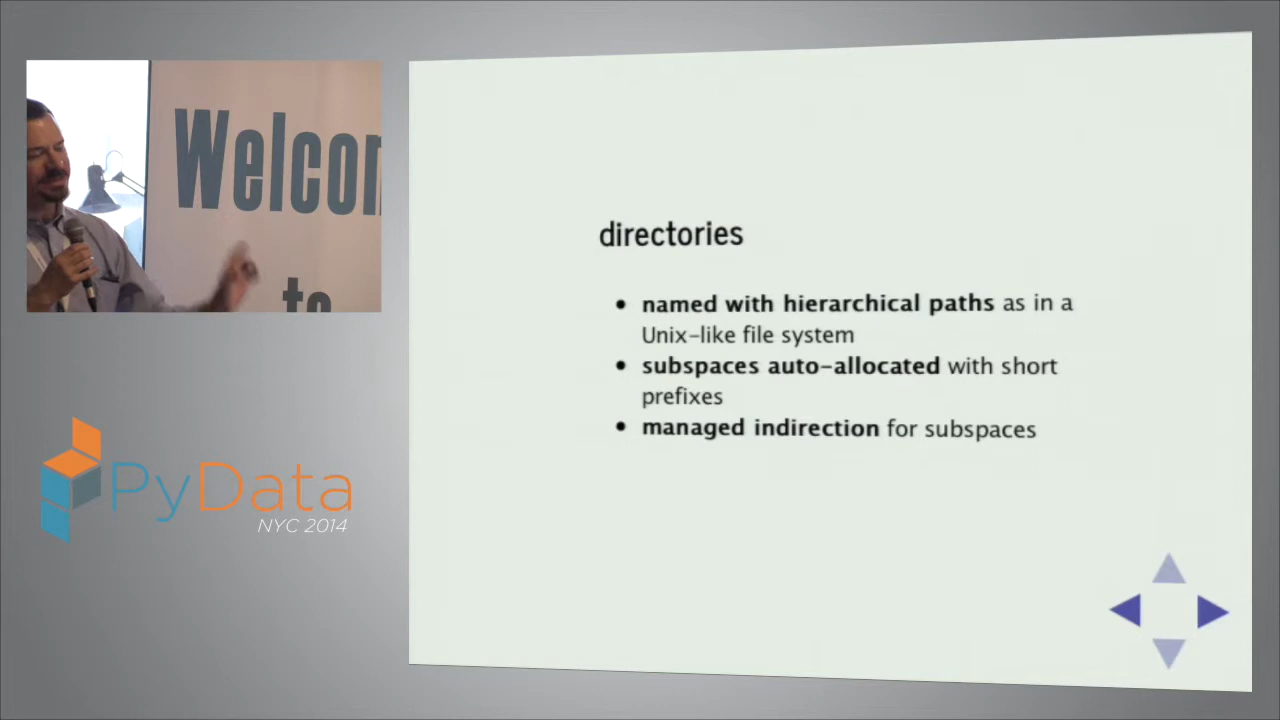 Welcom
to
PyData
NYC 2014
directories
• named with hierarchical paths as in a
Unix-like file system
• subspaces auto-allocated with short
prefixes
• managed indirection for subspaces